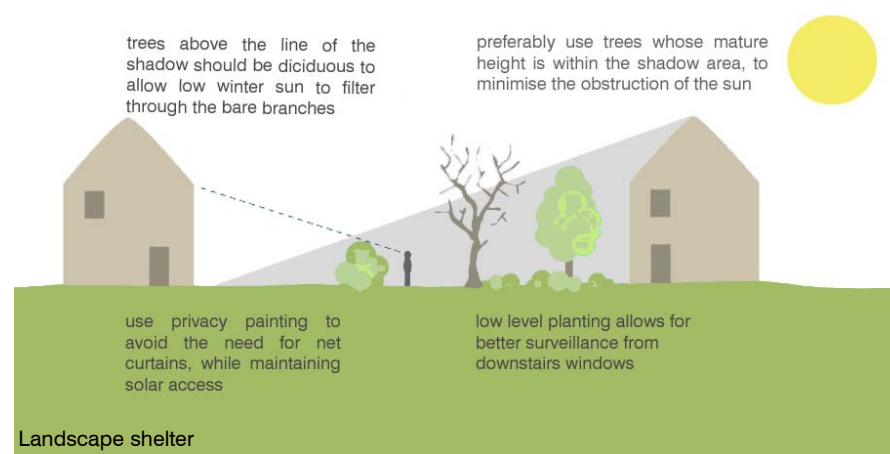 trees above the line of the
shadow should be diciduous to
allow low winter sun to filter
through the bare branches
preferably use trees whose mature
height is within the shadow area, to
minimise the obstruction of the sun
use privacy painting to
avoid the need for net
curtains, while maintaining
solar access
low level planting allows for
better surveillance from
downstairs windows
Landscape shelter